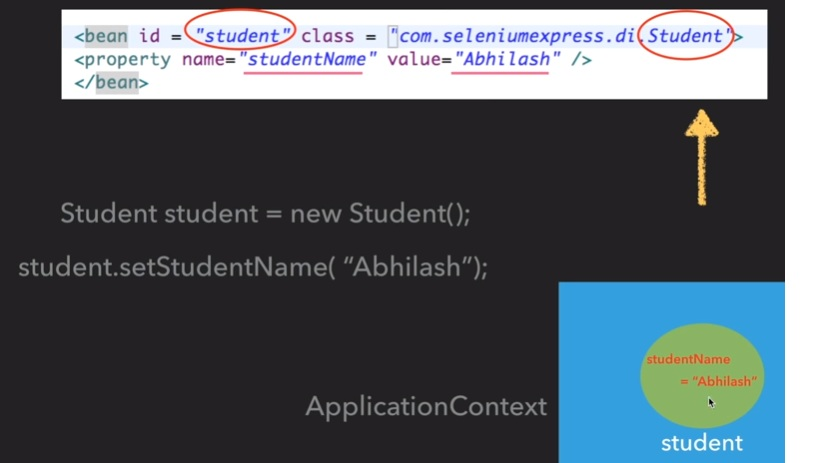 <bean id = "student" class = "com.seleniumexpress.di.Student">
<property name="studentName" value="Abhilash" />
</bean>
Student student = new Student();
student.setStudentName( “Abhilash”);
studentName
= “Abhilash”
ApplicationContext
student